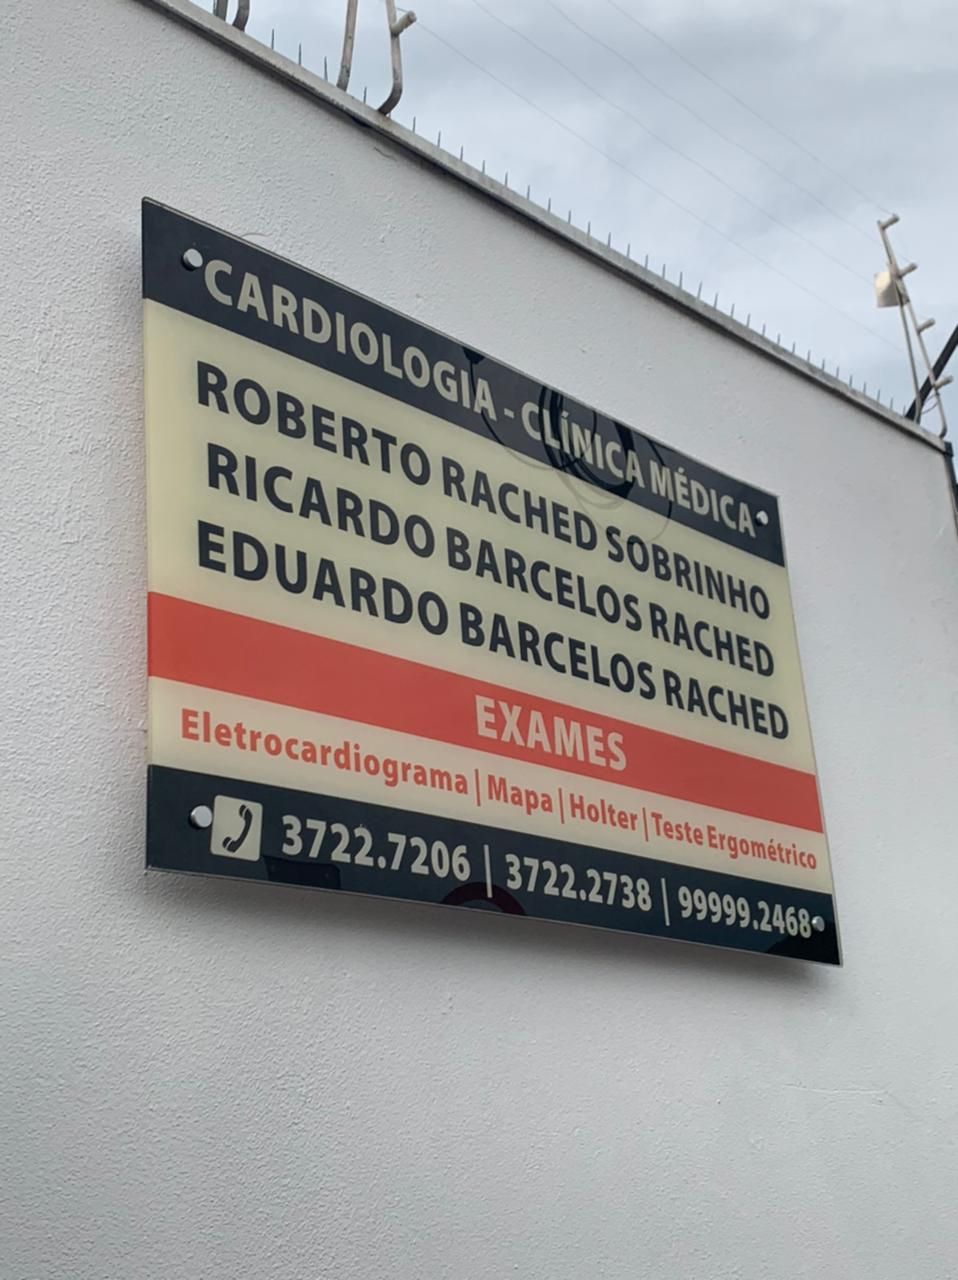 CARDIOLOGIA - CLÍNICA MÉDICA
ROBERTO RACHED SOBRINHO
RICARDO BARCELOS RACHED
EDUARDO BARCELOS RACHED
EXAMES
Eletrocardiograma | Mapa | Holter | Teste Ergométrico
3722.7206 | 3722.2738 | 99999.2468